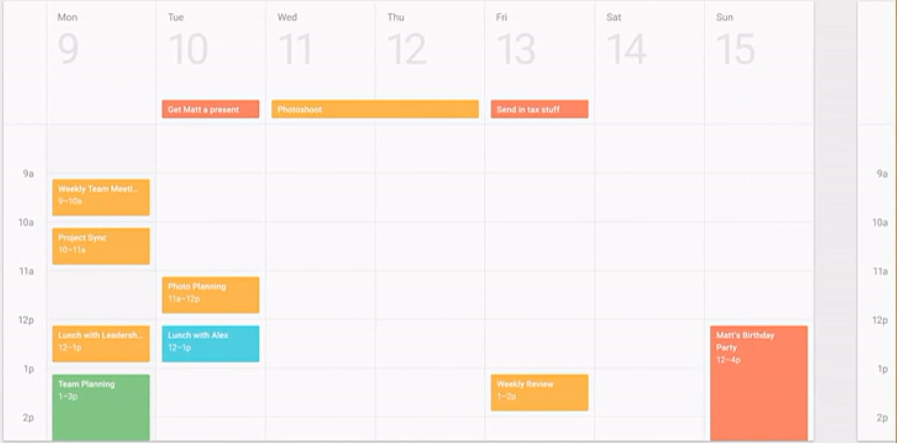 Mon Tue Wed Thu Fri Sat Sun
9 10 11 12 13 14 15
Get Matt a present Photoshoot Send in tax stuff
9a 9a
Weekly Team Meeti...
9–10a
10a 10a
Project Sync
10–11a
11a 11a
Photo Planning
11a–12p
12p 12p
Lunch with Leadersh... Lunch with Alex Matt's Birthday
12–1p 12–1p Party
12–4p
1p 1p
Team Planning Weekly Review
1–3p 1–2p
2p 2p